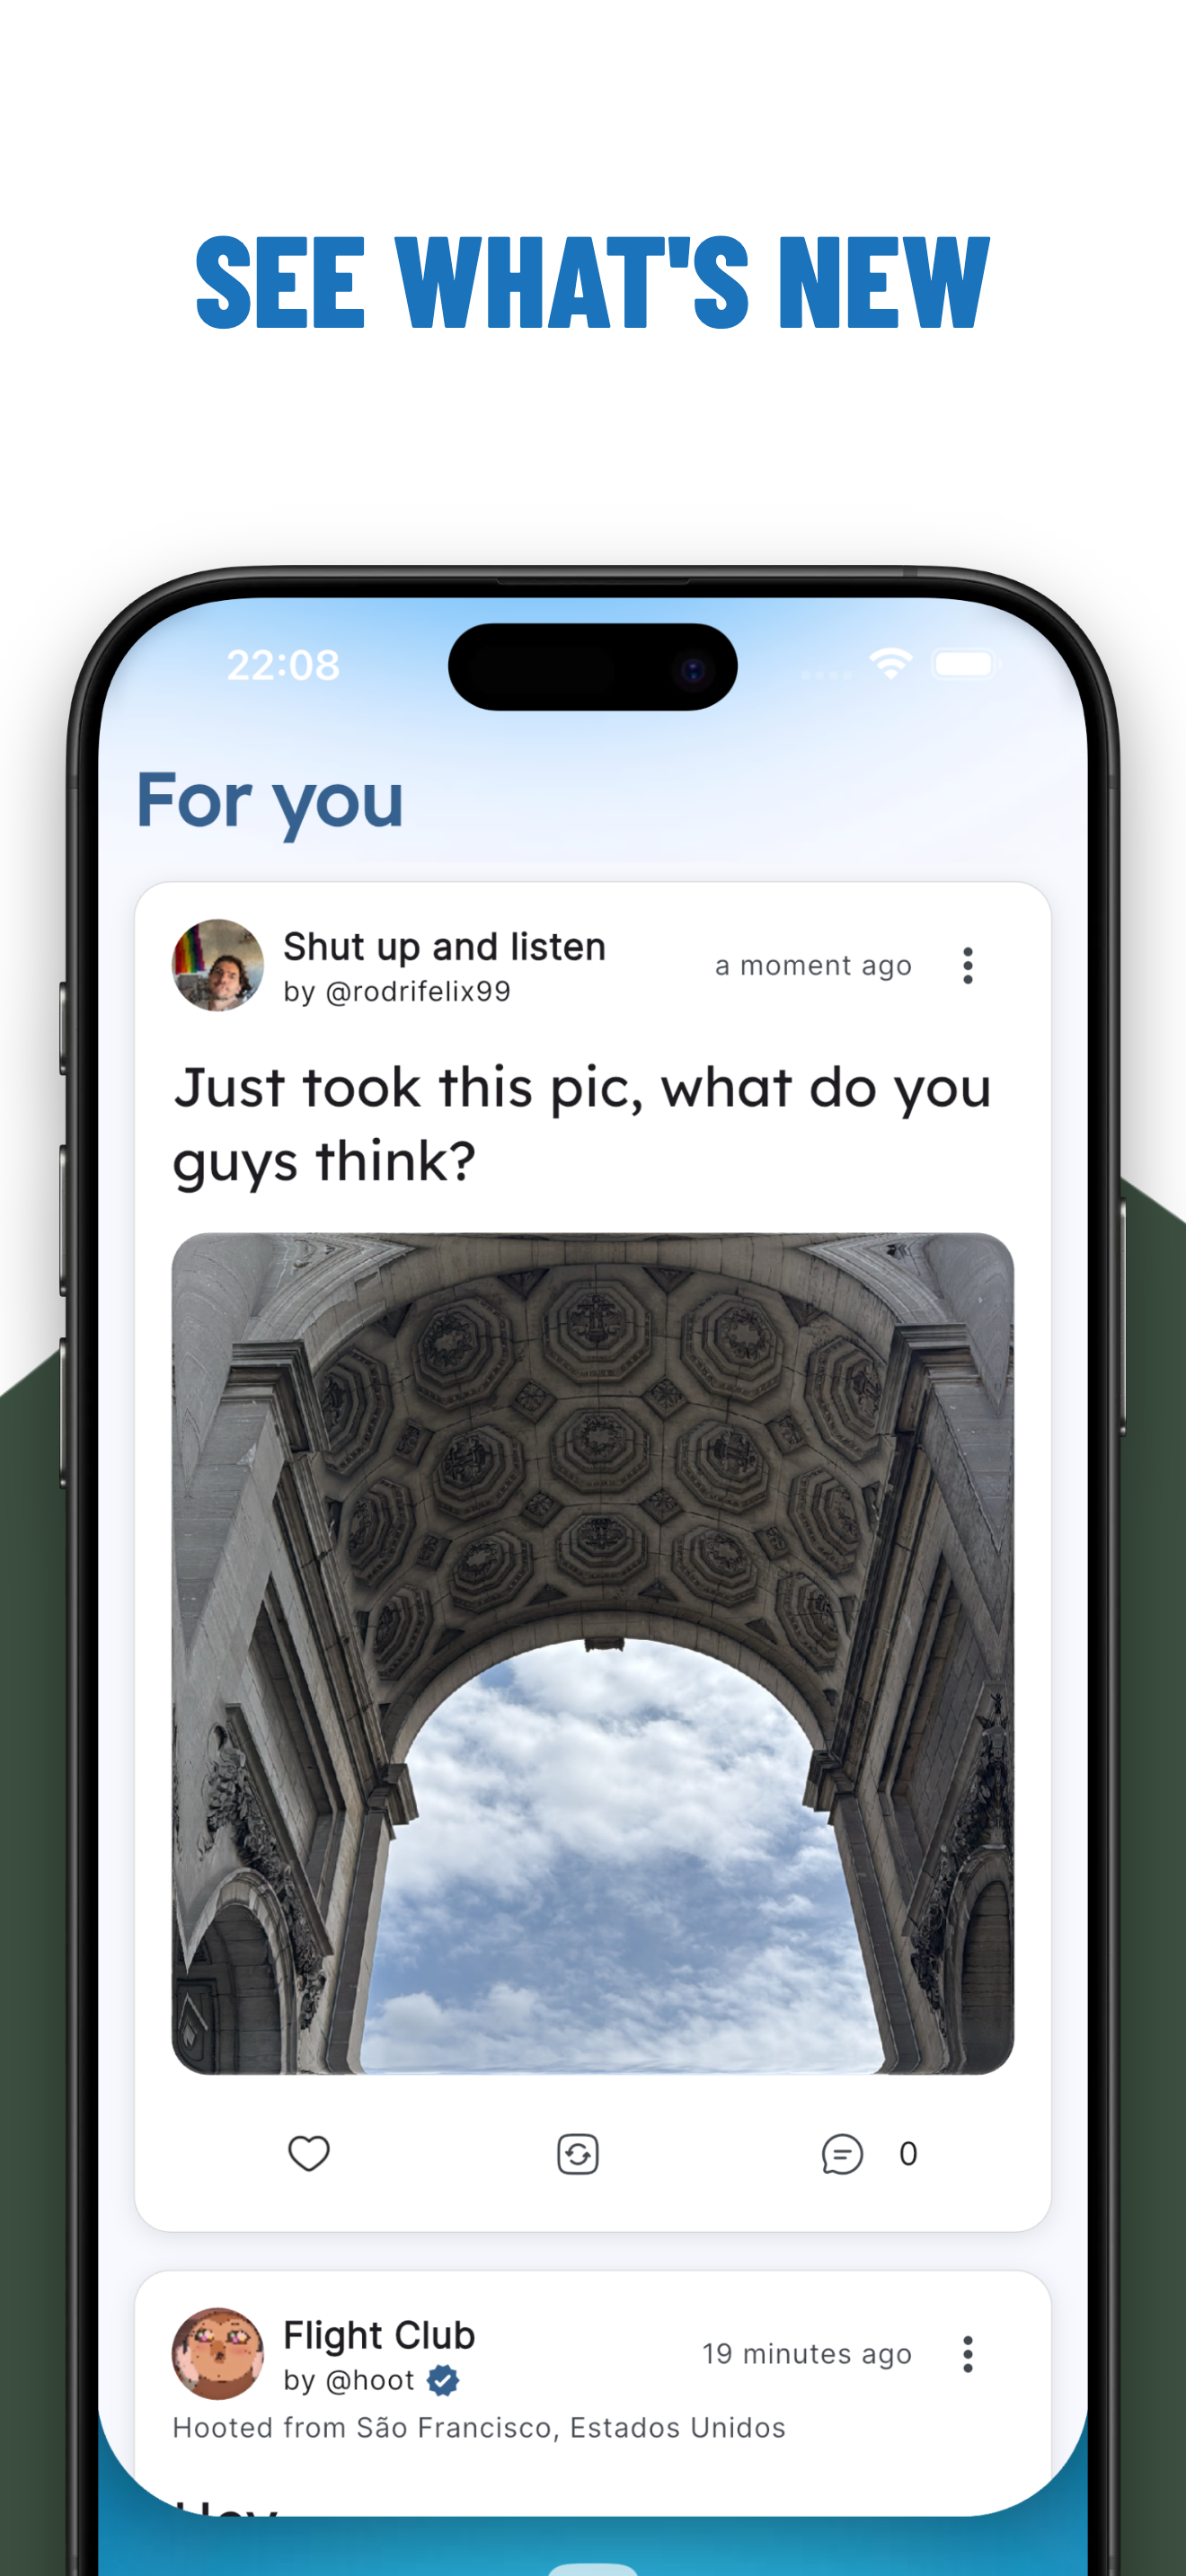 SEE WHAT'S NEW
22:08
For you
Shut up and listen
by @rodrifelix99
a moment ago
Just took this pic, what do you
guys think?
0
Flight Club
by @hoot
19 minutes ago
Hooted from São Francisco, Estados Unidos
Hey